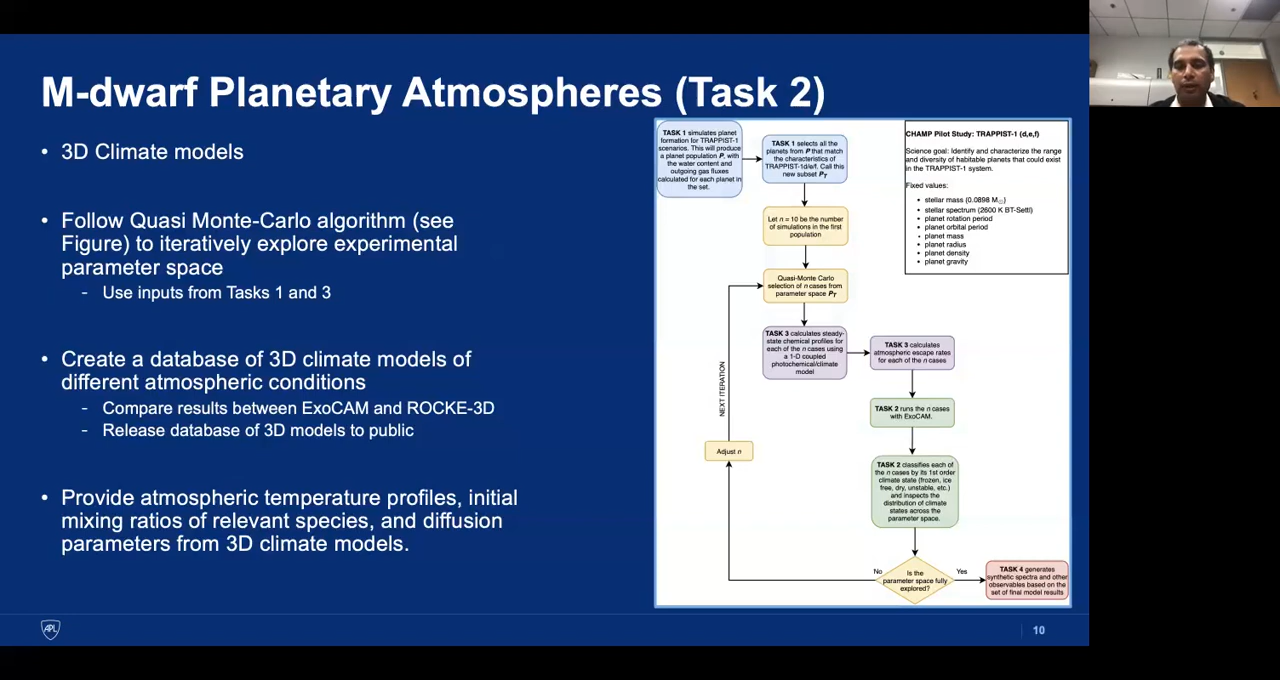 M-dwarf Planetary Atmospheres (Task 2)
• 3D Climate models
• Follow Quasi Monte-Carlo algorithm (see
Figure) to iteratively explore experimental
parameter space
- Use inputs from Tasks 1 and 3
• Create a database of 3D climate models of
different atmospheric conditions
- Compare results between ExoCAM and ROCKE-3D
- Release database of 3D models to public
• Provide atmospheric temperature profiles, initial
mixing ratios of relevant species, and diffusion
parameters from 3D climate models.
TASK 1 simulates planet
formation for TRAPPIST-1
scenarios. This will produce
a planet population P, with
the water content and
outgoing gas fluxes
calculated for each planet in
the set.
TASK 1 selects all the
planets from P that match
the characteristics of
TRAPPIST-1d/e/f. Call this
new subset PT
Let n = 10 be the number
of simulations in the first
population
Quasi-Monte Carlo
selection of n cases from
parameter space PT
TASK 3 calculates steady-
state chemical profiles for
each of the n cases using
a 1-D coupled
photochemical/climate
model
TASK 3 calculates
atmospheric escape rates
for each of the n cases
TASK 2 runs the n cases
with ExoCAM.
TASK 2 classifies each of
the n cases by its 1st order
climate state (frozen, ice
free, dry, unstable, etc.)
and inspects the
distribution of climate
states across the
parameter space.
Is the
parameter space fully
explored?
No
Yes
Adjust n
NEXT ITERATION
TASK 4 generates
synthetic spectra and other
observables based on the
set of final model results
CHAMP Pilot Study: TRAPPIST-1 (d,e,f)
Science goal: Identify and characterize the range
and diversity of habitable planets that could exist
in the TRAPPIST-1 system.
Fixed values:
• stellar mass (0.0898 M☉)
• stellar spectrum (2600 K BT-Settl)
• planet rotation period
• planet orbital period
• planet mass
• planet radius
• planet density
• planet gravity
APL
10